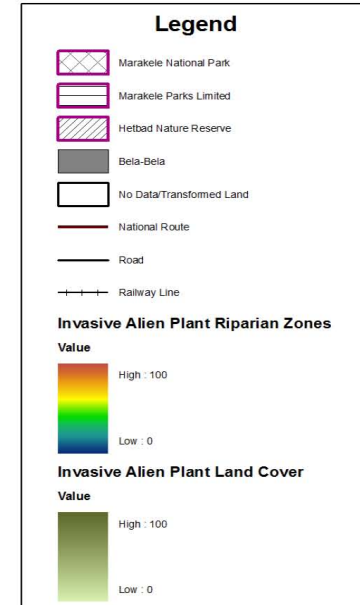 Legend
Marakele National Park
Marakele Parks Limited
Hetbad Nature Reserve
Bela-Bela
No Data/Transformed Land
National Route
Road
Railway Line
Invasive Alien Plant Riparian Zones
Value
High : 100
Low : 0
Invasive Alien Plant Land Cover
Value
High : 100
Low : 0